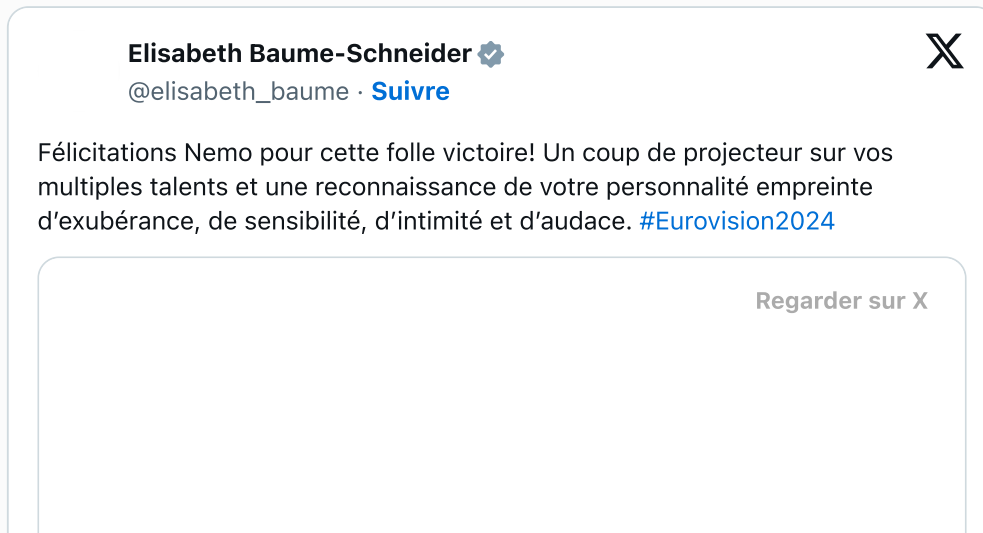 Elisabeth Baume-Schneider
@elisabeth_baume · Suivre
Félicitations Nemo pour cette folle victoire! Un coup de projecteur sur vos
multiples talents et une reconnaissance de votre personnalité empreinte
d’exubérance, de sensibilité, d’intimité et d’audace. #Eurovision2024
Regarder sur X